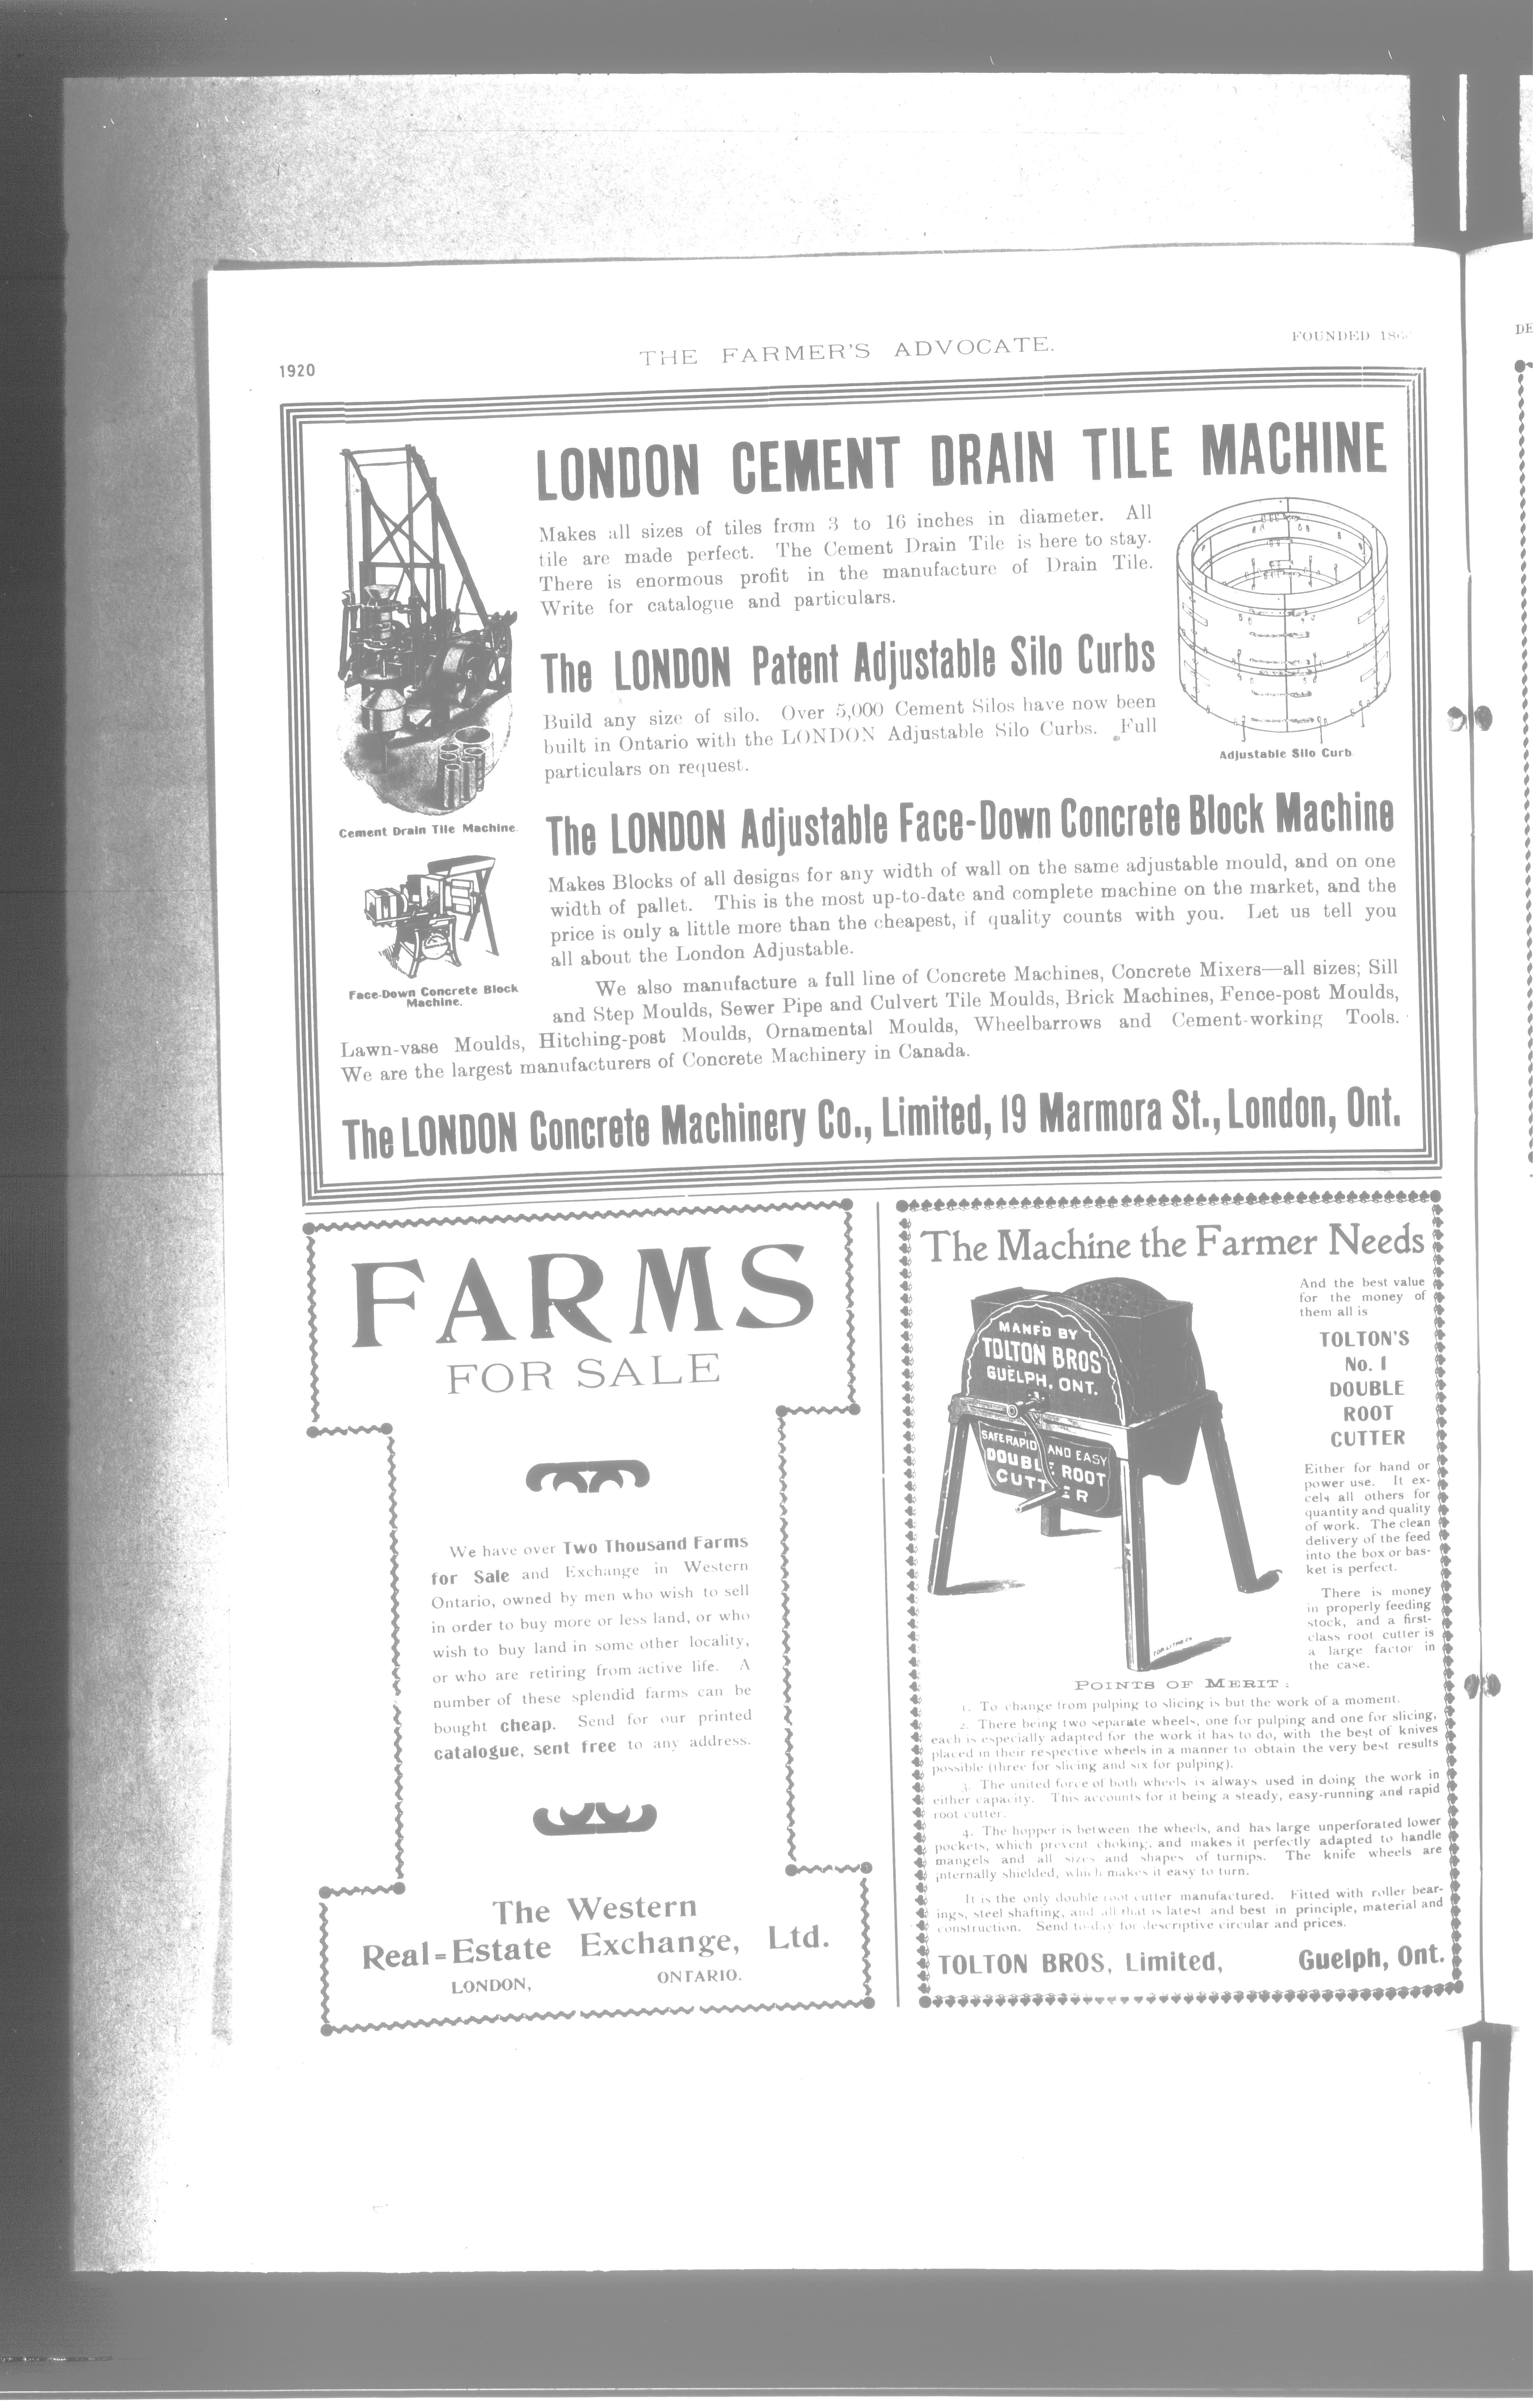 1920
THE FARMER'S ADVOCATE.
FOUNDED
LONDON CEMENT DRAIN TILE MACHINE
Makes all sizes of tiles from 3 to 16 inches in diameter. All
tile are made perfect. The Cement Drain Tile is here to stay.
There is enormous profit in the manufacture of Drain Tile.
Write for catalogue and particulars.
The LONDON Patent Adjustable Silo Curbs
Build any size of silo. Over 5,000 Cement Silos have now been
built in Ontario with the LONDON Adjustable Silo Curbs. Full
particulars on request.
Adjustable Silo Curb
Cement Drain Tile Machine.
The LONDON Adjustable Face-Down Concrete Block Machine
Makes Blocks of all designs for any width of wall on the same adjustable mould, and on one
width of pallet. This is the most up-to-date and complete machine on the market, and the
price is only a little more than the cheapest, if quality counts with you. Let us tell you
all about the London Adjustable.
Face-Down Concrete Block
Machine.
We also manufacture a full line of Concrete Machines, Concrete Mixers—all sizes; Sill
and Step Moulds, Sewer Pipe and Culvert Tile Moulds, Brick Machines, Fence-post Moulds,
Lawn-vase Moulds, Hitching-post Moulds, Ornamental Moulds, Wheelbarrows and Cement-working Tools.
We are the largest manufacturers of Concrete Machinery in Canada.
The LONDON Concrete Machinery Co., Limited, 19 Marmora St., London, Ont.
FARMS
FOR SALE
We have over Two Thousand Farms
for Sale and Exchange in Western
Ontario, owned by men who wish to sell
in order to buy more or less land, or who
wish to buy land in some other locality,
or who are retiring from active life. A
number of these splendid farms can be
bought cheap. Send for our printed
catalogue, sent free to any address.
The Western
Real=Estate Exchange, Ltd.
LONDON, ONTARIO.
The Machine the Farmer Needs
And the best value
for the money of
them all is
TOLTON'S
No. 1
DOUBLE
ROOT
CUTTER
MANF'D BY
TOLTON BROS
GUELPH, ONT.
SAFE RAPID AND EASY
DOUBLE ROOT
CUTTER
Either for hand or
power use. It ex-
cels all others for
quantity and quality
of work. The clean
delivery of the feed
into the box or bas-
ket is perfect.
There is money
in properly feeding
stock, and a first-
class root cutter is
a large factor in
the case.
POINTS OF MERIT:
1. To change from pulping to slicing is but the work of a moment.
2. There being two separate wheels, one for pulping and one for slicing,
each is especially adapted for the work it has to do, with the best of knives
placed in their respective wheels in a manner to obtain the very best results
possible (three for slicing and six for pulping).
3. The united force of both wheels is always used in doing the work in
either capacity. This accounts for it being a steady, easy-running and rapid
root cutter.
4. The hopper is between the wheels, and has large unperforated lower
pockets, which prevent choking, and makes it perfectly adapted to handle
mangels and all sizes and shapes of turnips. The knife wheels are
internally shielded, which makes it easy to turn.
It is the only double root cutter manufactured. Fitted with roller bear-
ings, steel shafting, and all that is latest and best in principle, material and
construction. Send to-day for descriptive circular and prices.
TOLTON BROS, Limited, Guelph, Ont.
DE